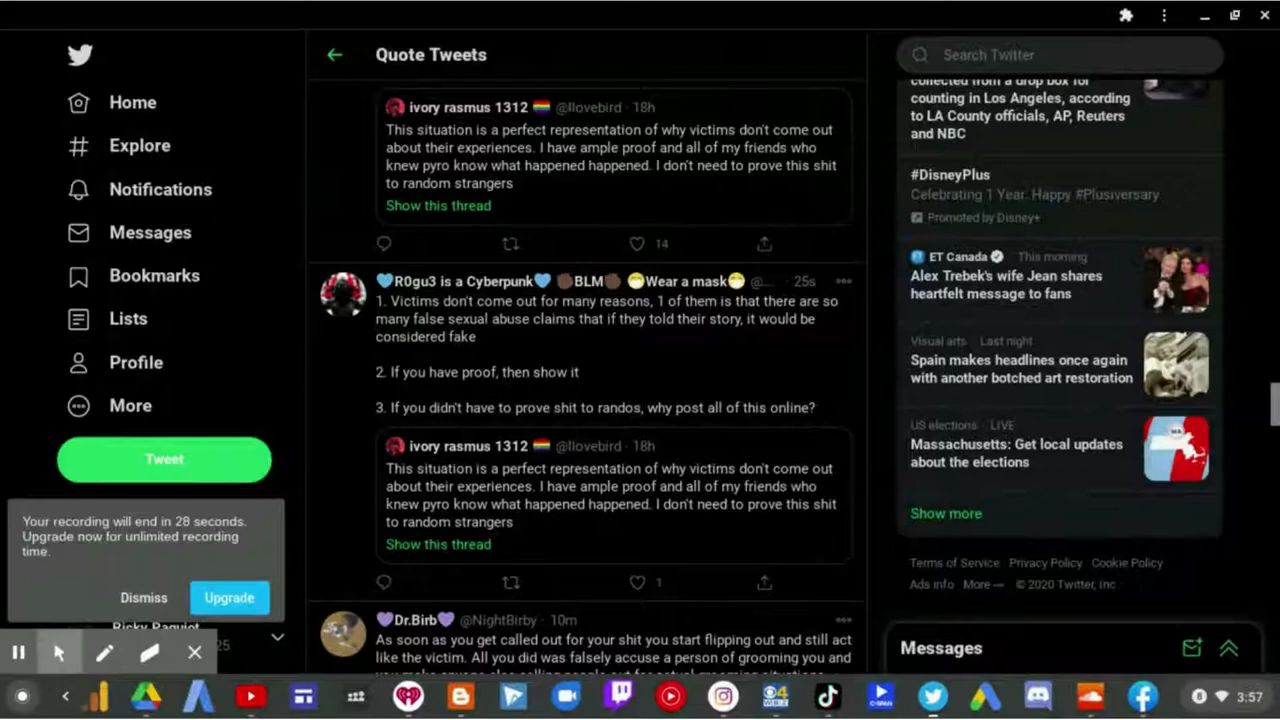 Home
Explore
Notifications
Messages
Bookmarks
Lists
Profile
More
Tweet
Your recording will end in 28 seconds.
Upgrade now for unlimited recording
time.
Dismiss
Upgrade
25
Quote Tweets
ivory rasmus 1312 🏳️‍🌈 @llovebird · 18h
This situation is a perfect representation of why victims don't come out
about their experiences. I have ample proof and all of my friends who
knew pyro know what happened happened. I don't need to prove this shit
to random strangers
Show this thread
14
💙R0gu3 is a Cyberpunk💙 ✊🏿BLM✊🏿 😷Wear a mask😷 @... · 25s
1. Victims don't come out for many reasons, 1 of them is that there are so
many false sexual abuse claims that if they told their story, it would be
considered fake
2. If you have proof, then show it
3. If you didn't have to prove shit to randos, why post all of this online?
ivory rasmus 1312 🏳️‍🌈 @llovebird · 18h
This situation is a perfect representation of why victims don't come out
about their experiences. I have ample proof and all of my friends who
knew pyro know what happened happened. I don't need to prove this shit
to random strangers
Show this thread
1
💜Dr.Birb💜 @NightBirby · 10m
As soon as you get called out for your shit you start flipping out and still act
like the victim. All you did was falsely accuse a person of grooming you and
Search Twitter
collected from a drop box for
counting in Los Angeles, according
to LA County officials, AP, Reuters
and NBC
#DisneyPlus
Celebrating 1 Year. Happy #Plusiversary
Promoted by Disney+
ET Canada · This morning
Alex Trebek's wife Jean shares
heartfelt message to fans
Visual arts · Last night
Spain makes headlines once again
with another botched art restoration
US elections · LIVE
Massachusetts: Get local updates
about the elections
Show more
Terms of Service Privacy Policy Cookie Policy
Ads info More © 2020 Twitter, Inc.
Messages
8 3:57